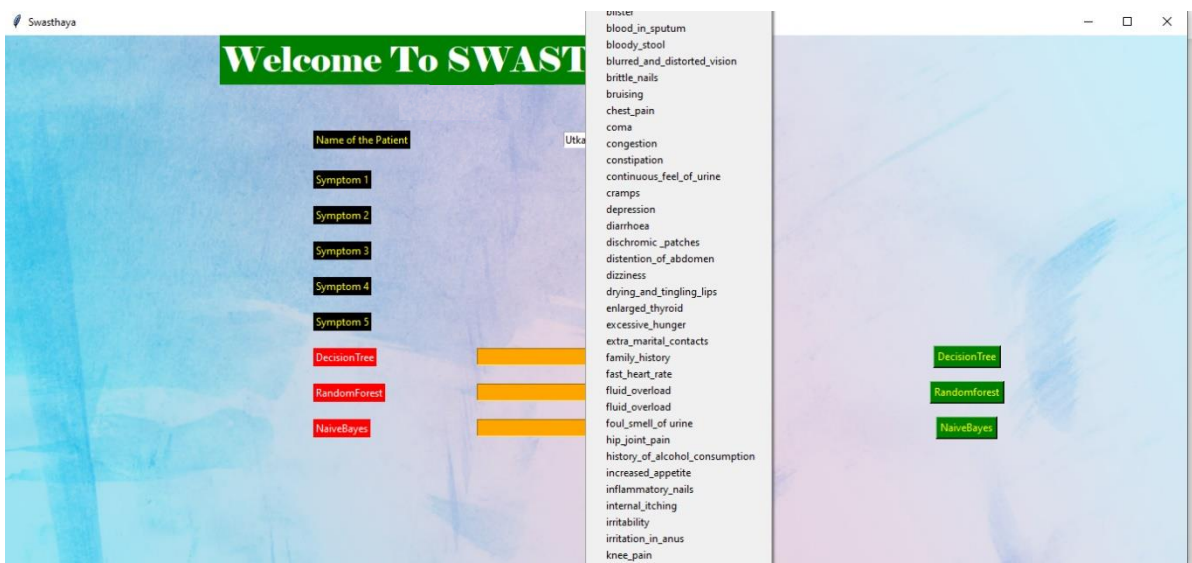 Swasthaya
Welcome To SWAST
Name of the Patient
Utka
Symptom 1
Symptom 2
Symptom 3
Symptom 4
Symptom 5
DecisionTree
RandomForest
NaiveBayes
blister
blood_in_sputum
bloody_stool
blurred_and_distorted_vision
brittle_nails
bruising
chest_pain
coma
congestion
constipation
continuous_feel_of_urine
cramps
depression
diarrhoea
dischromic _patches
distention_of_abdomen
dizziness
drying_and_tingling_lips
enlarged_thyroid
excessive_hunger
extra_marital_contacts
family_history
fast_heart_rate
fluid_overload
fluid_overload
foul_smell_of urine
hip_joint_pain
history_of_alcohol_consumption
increased_appetite
inflammatory_nails
internal_itching
irritability
irritation_in_anus
knee_pain
DecisionTree
Randomforest
NaiveBayes